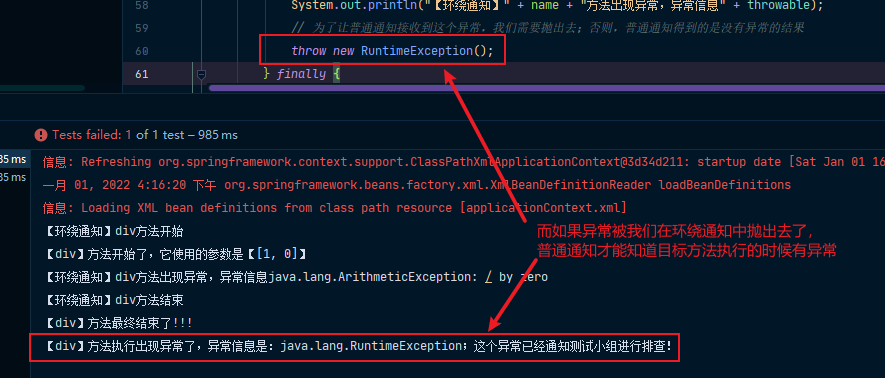 58 System.out.println("【环绕通知】" + name + "方法出现异常，异常信息" + throwable);
59 // 为了让普通通知接收到这个异常，我们需要抛出去；否则，普通通知得到的是没有异常的结果
60 throw new RuntimeException();
61 } finally {
Tests failed: 1 of 1 test – 985 ms
35 ms 信息: Refreshing org.springframework.context.support.ClassPathXmlApplicationContext@3d34d211: startup date [Sat Jan 01 16
35 ms 一月 01, 2022 4:16:20 下午 org.springframework.beans.factory.xml.XmlBeanDefinitionReader loadBeanDefinitions
信息: Loading XML bean definitions from class path resource [applicationContext.xml]
【环绕通知】div方法开始
而如果异常被我们在环绕通知中抛出去了，
普通通知才能知道目标方法执行的时候有异常
【div】方法开始了，它使用的参数是【[1, 0]】
【环绕通知】div方法出现异常，异常信息java.lang.ArithmeticException: / by zero
【环绕通知】div方法结束
【div】方法最终结束了!!!
【div】方法执行出现异常了，异常信息是：java.lang.RuntimeException；这个异常已经通知测试小组进行排查!